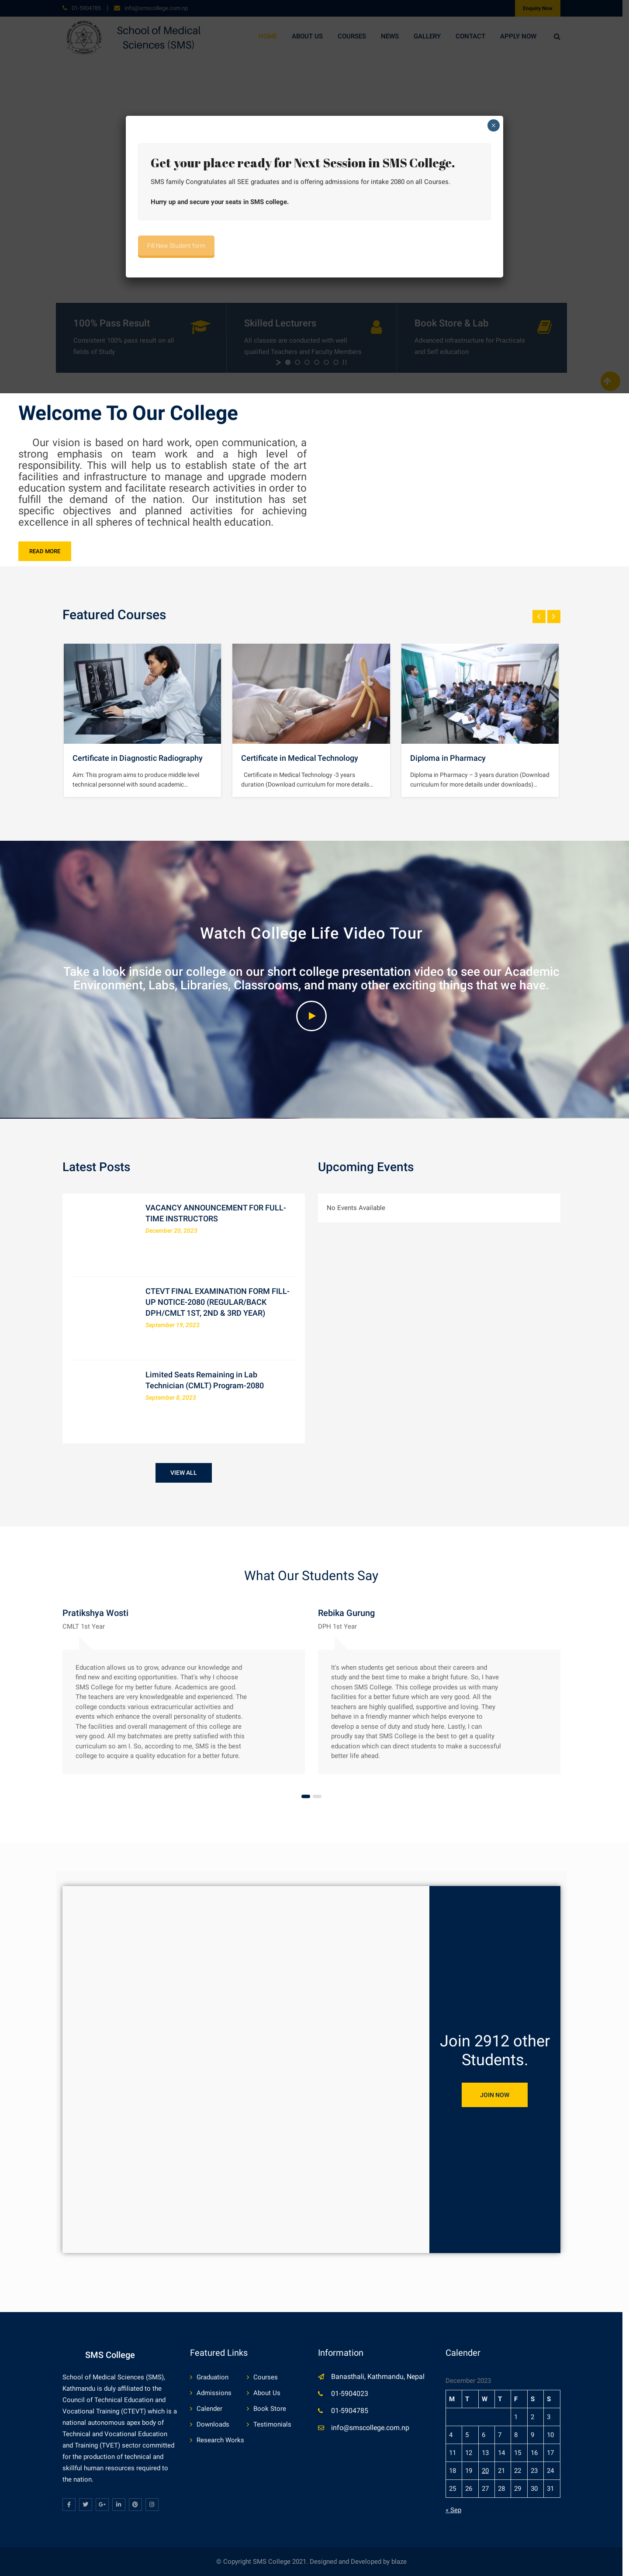 01-5904785 | info@smscollege.com.np
Enquiry Now
School of Medical
Sciences (SMS)
HOME ABOUT US COURSES NEWS GALLERY CONTACT APPLY NOW
×
Get your place ready for Next Session in SMS College.
SMS family Congratulates all SEE graduates and is offering admissions for intake 2080 on all Courses.
Hurry up and secure your seats in SMS college.
Fill New Student form
100% Pass Result
Consistent 100% pass result on all
fields of Study
Skilled Lecturers
All classes are conducted with well
qualified Teachers and Faculty Members
Book Store & Lab
Advanced Infrastructure for Practicals
and Self education
Welcome To Our College
Our vision is based on hard work, open communication, a
strong emphasis on team work and a high level of
responsibility. This will help us to establish state of the art
facilities and infrastructure to manage and upgrade modern
education system and facilitate research activities in order to
fulfill the demand of the nation. Our institution has set
specific objectives and planned activities for achieving
excellence in all spheres of technical health education.
READ MORE
Featured Courses
Certificate in Diagnostic Radiography
Aim: This program aims to produce middle level
technical personnel with sound academic...
Certificate in Medical Technology
Certificate in Medical Technology -3 years
duration (Download curriculum for more details...
Diploma in Pharmacy
Diploma in Pharmacy – 3 years duration (Download
curriculum for more details under downloads)...
Watch College Life Video Tour
Take a look inside our college on our short college presentation video to see our Academic
Environment, Labs, Libraries, Classrooms, and many other exciting things that we have.
Latest Posts
VACANCY ANNOUNCEMENT FOR FULL-
TIME INSTRUCTORS
December 20, 2023
CTEVT FINAL EXAMINATION FORM FILL-
UP NOTICE-2080 (REGULAR/BACK
DPH/CMLT 1ST, 2ND & 3RD YEAR)
September 19, 2023
Limited Seats Remaining in Lab
Technician (CMLT) Program-2080
September 6, 2023
VIEW ALL
Upcoming Events
No Events Available
What Our Students Say
Pratikshya Wosti
CMLT 1st Year
Education allows us to grow, advance our knowledge and
find new and exciting opportunities. That's why I choose
SMS College for my better future. Academics are good.
The teachers are very knowledgeable and experienced. The
college conducts various extracurricular activities and
events which enhance the overall personality of students.
The facilities and overall management of this college are
very good. All my batchmates are pretty satisfied with this
curriculum so am I. So, according to me, SMS is the best
college to acquire a quality education for a better future.
Rebika Gurung
DPH 1st Year
It's when students get serious about their careers and
study and the best time to make a bright future. So, I have
chosen SMS College. This college provides us with many
facilities for a better future which are very good. All the
teachers are highly qualified, supportive and loving. They
behave in a friendly manner which helps everyone to
develop a sense of duty and study here. Lastly, I can
proudly say that SMS College is the best to get a quality
education which can direct students to make a successful
better life ahead.
Join 2912 other
Students.
JOIN NOW
SMS College
School of Medical Sciences (SMS),
Kathmandu is duly affiliated to the
Council of Technical Education and
Vocational Training (CTEVT) which is a
national autonomous apex body of
Technical and Vocational Education
and Training (TVET) sector committed
for the production of technical and
skillful human resources required to
the nation.
Featured Links
Graduation Courses
Admissions About Us
Calender Book Store
Downloads Testimonials
Research Works
Information
Banasthali, Kathmandu, Nepal
01-5904023
01-5904785
info@smscollege.com.np
Calender
December 2023
M T W T F S S
1 2 3
4 5 6 7 8 9 10
11 12 13 14 15 16 17
18 19 20 21 22 23 24
25 26 27 28 29 30 31
« Sep
© Copyright SMS College 2021. Designed and Developed by blaze